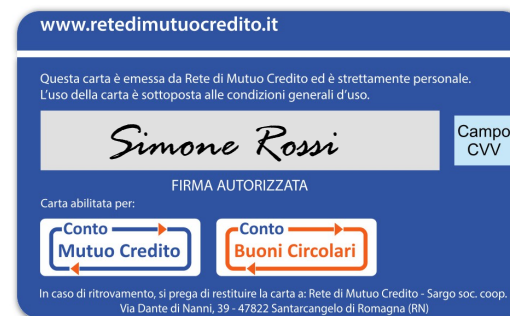 www.retedimutuocredito.it
Questa carta è emessa da Rete di Mutuo Credito ed è strettamente personale.
L'uso della carta è sottoposta alle condizioni generali d'uso.
Simone Rossi
Campo
CVV
FIRMA AUTORIZZATA
Carta abilitata per:
Conto
Mutuo Credito
Conto
Buoni Circolari
In caso di ritrovamento, si prega di restituire la carta a: Rete di Mutuo Credito - Sargo soc. coop.
Via Dante di Nanni, 39 - 47822 Santarcangelo di Romagna (RN)